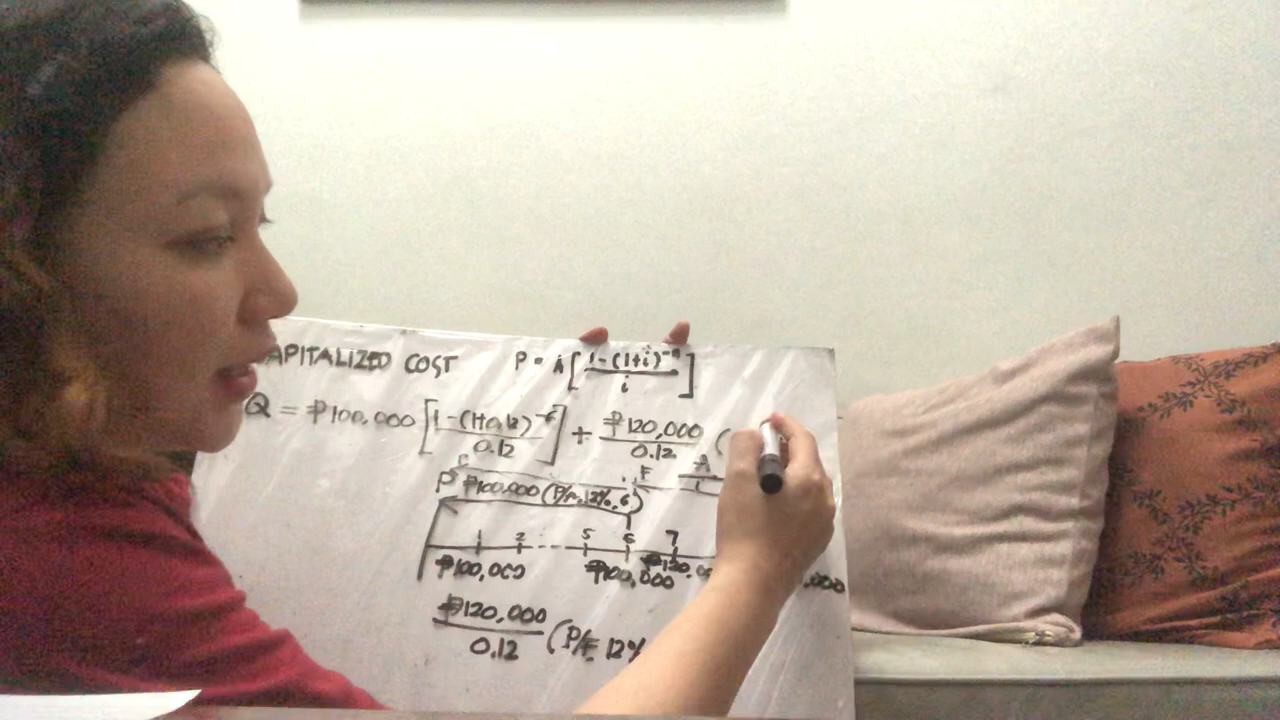 APITALIZED COST P = A [ 1-(1+i)^-n / i ]
Q = ₱100,000 [ 1-(1+0.12)^-6 / 0.12 ] + ₱120,000 / 0.12 (
P F A
P ₱100,000 (P/A, 12%, 6)
1 2 5 6 7
₱100,000 ₱100,000 ,000
₱120,000 / 0.12 (P/F 12%